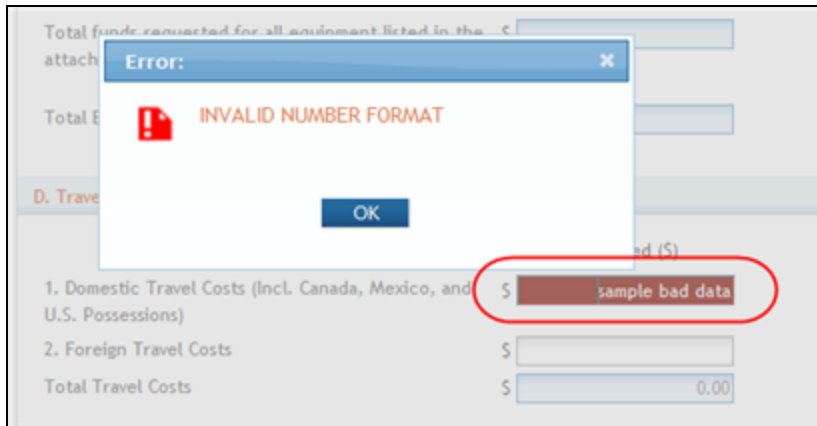 Total funds requested for all equipment listed in the $
attach
Error:
INVALID NUMBER FORMAT
Total E
OK
D. Trave
ed ($)
1. Domestic Travel Costs (Incl. Canada, Mexico, and $ sample bad data
U.S. Possessions)
2. Foreign Travel Costs $
Total Travel Costs $ 0.00